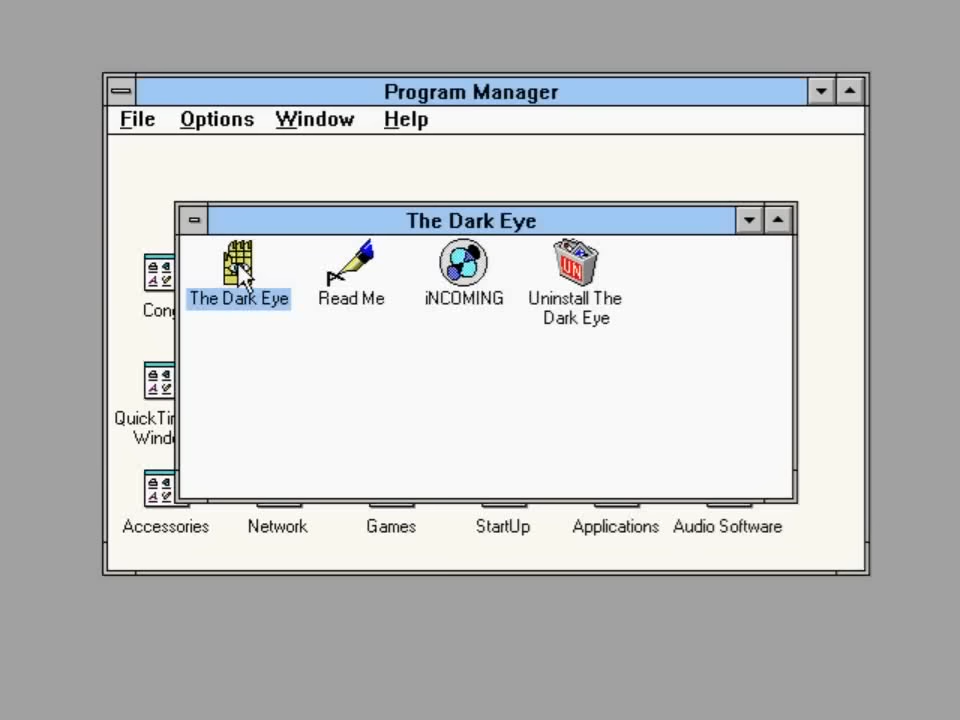 Program Manager
File Options Window Help
The Dark Eye
The Dark Eye Read Me iNCOMING Uninstall The
Dark Eye
UN
Accessories Network Games StartUp Applications Audio Software